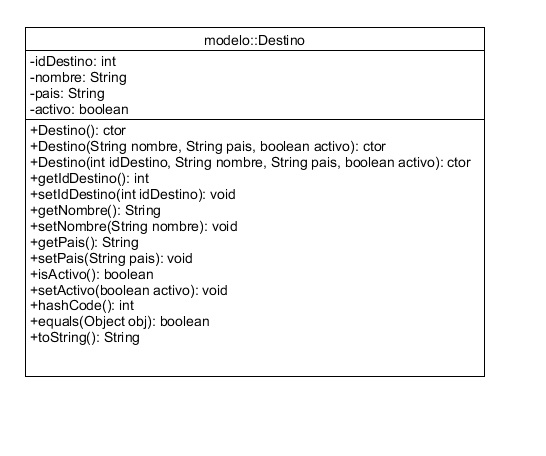 modelo::Destino
-idDestino: int
-nombre: String
-pais: String
-activo: boolean
+Destino(): ctor
+Destino(String nombre, String pais, boolean activo): ctor
+Destino(int idDestino, String nombre, String pais, boolean activo): ctor
+getIdDestino(): int
+setIdDestino(int idDestino): void
+getNombre(): String
+setNombre(String nombre): void
+getPais(): String
+setPais(String pais): void
+isActivo(): boolean
+setActivo(boolean activo): void
+hashCode(): int
+equals(Object obj): boolean
+toString(): String